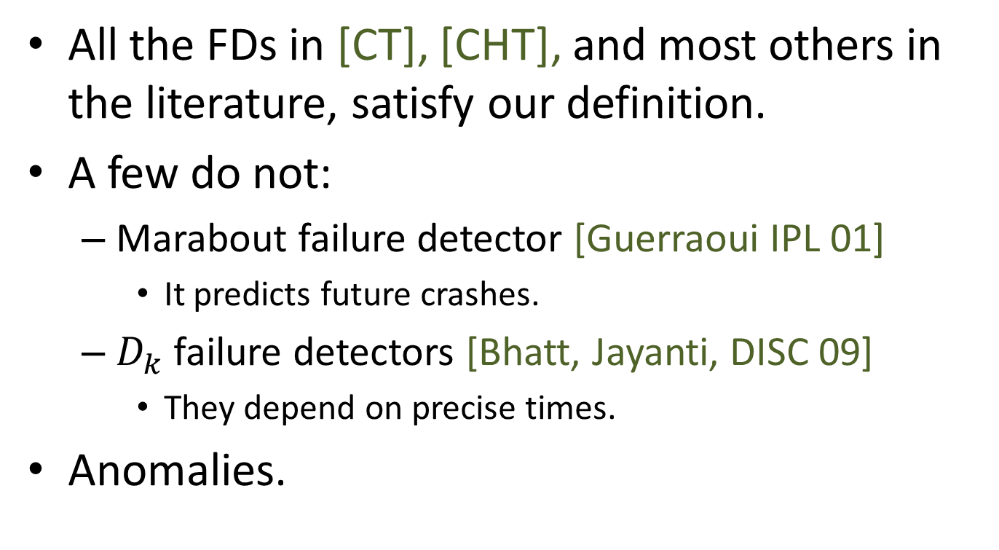 • All the FDs in [CT], [CHT], and most others in
the literature, satisfy our definition.
• A few do not:
– Marabout failure detector [Guerraoui IPL 01]
• It predicts future crashes.
– Dₖ failure detectors [Bhatt, Jayanti, DISC 09]
• They depend on precise times.
• Anomalies.